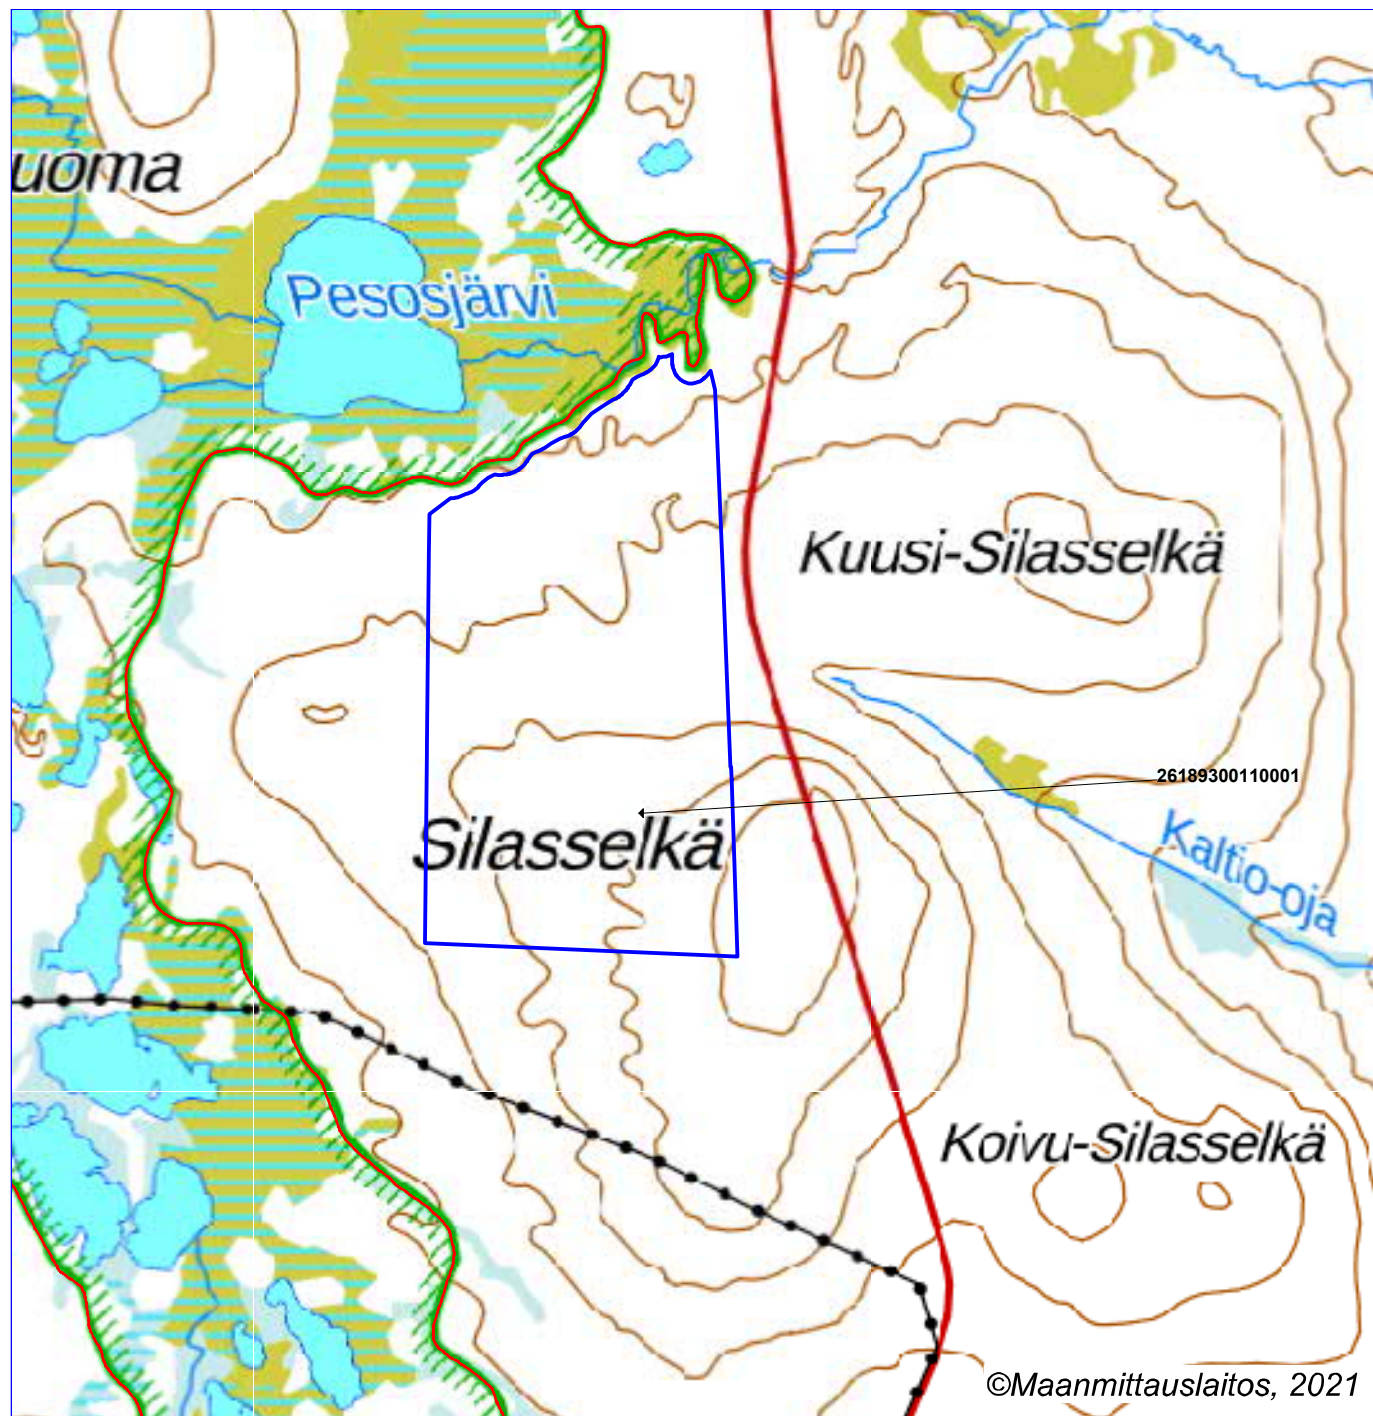 uoma
Pesosjärvi
Kuusi-Silasselkä
26189300110001
Silasselkä
Kaltio-oja
Koivu-Silasselkä
©Maanmittauslaitos, 2021